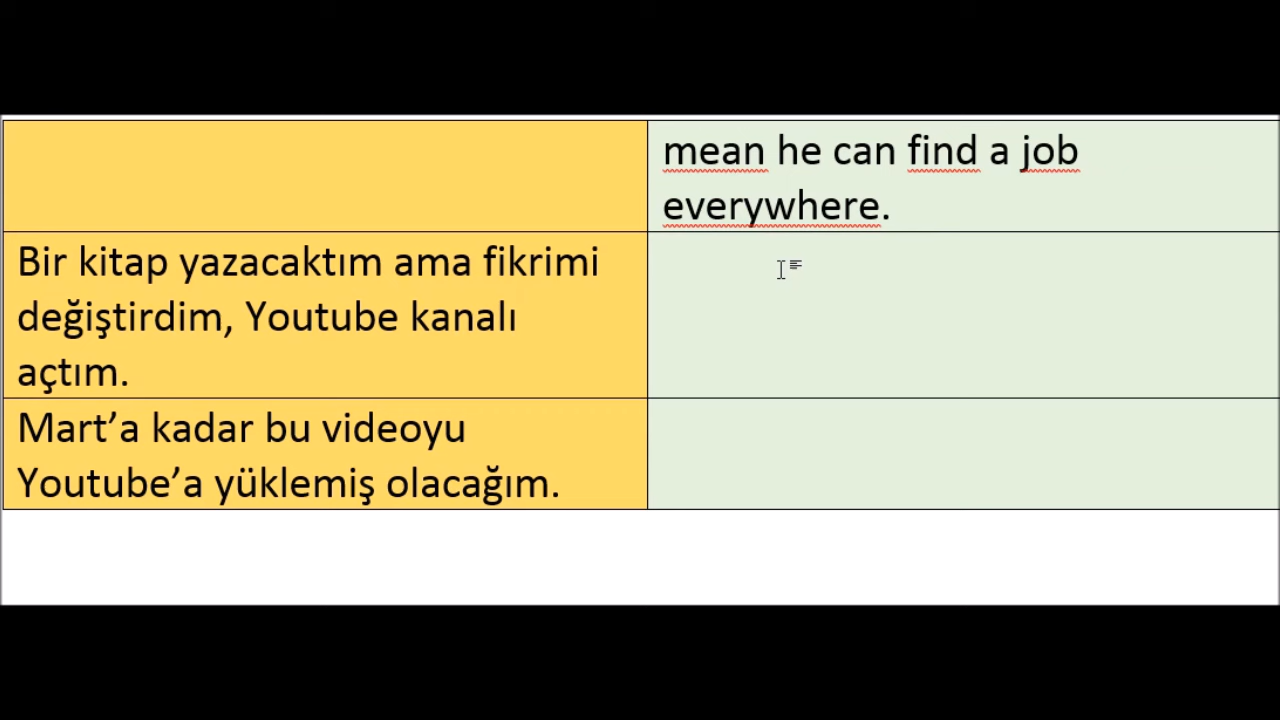 mean he can find a job
everywhere.
Bir kitap yazacaktım ama fikrimi
değiştirdim, Youtube kanalı
açtım.
Mart’a kadar bu videoyu
Youtube’a yüklemiş olacağım.